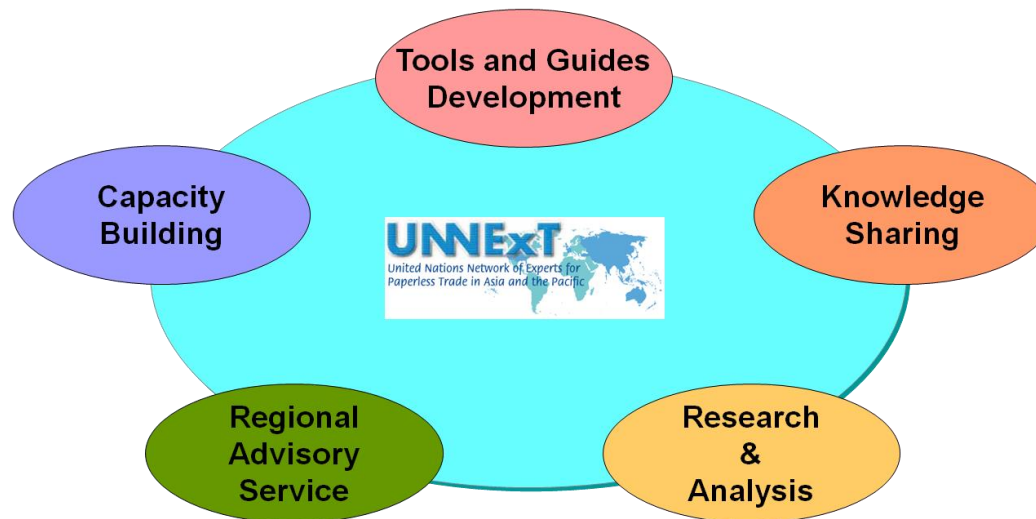 Tools and Guides
Development
Capacity
Building
Knowledge
Sharing
UNNExT
United Nations Network of Experts for
Paperless Trade in Asia and the Pacific
Regional
Advisory
Service
Research
&
Analysis